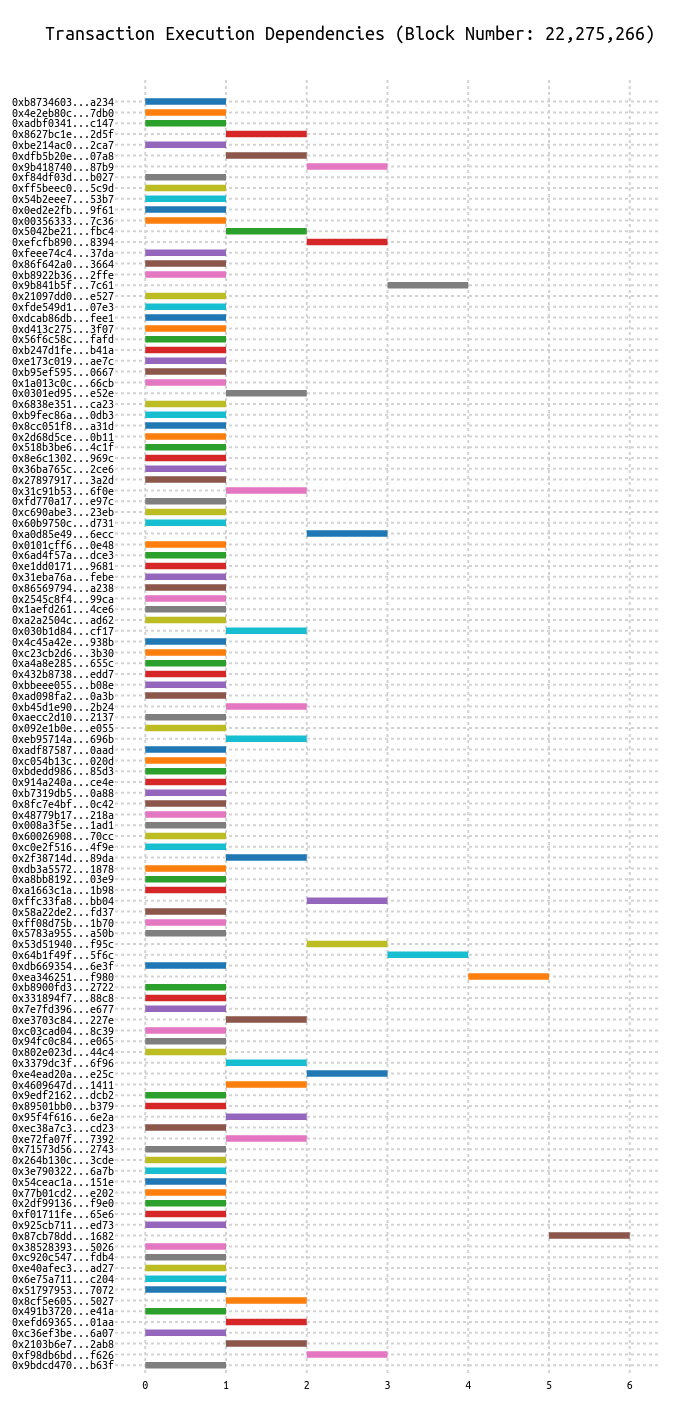 Transaction Execution Dependencies (Block Number: 22,275,266)
0xb8734603...a234
0x4e2eb80c...7db0
0xadbf0341...c147
0x8627bc1e...2d5f
0xbe214ac0...2ca7
0xdfb5b20e...07a8
0x9b418740...87b9
0xf84df03d...b027
0xff5beec0...5c9d
0x54b2eee7...53b7
0x0ed2e2fb...9f61
0x00356333...7c36
0x5042be21...fbc4
0xefcfb890...8394
0xfeee74c4...37da
0x86f642a0...3664
0xb8922b36...2ffe
0x9b841b5f...7c61
0x21097dd0...e527
0xfde549d1...07e3
0xdcab86db...fee1
0xd413c275...3f07
0x56f6c58c...fafd
0xb247d1fe...b41a
0xe173c019...ae7c
0xb95ef595...0667
0x1a013c0c...66cb
0x0301ed95...e52e
0x6838e351...ca23
0xb9fec86a...0db3
0x8cc051f8...a31d
0x2d68d5ce...0b11
0x518b3be6...4c1f
0x8e6c1302...969c
0x36ba765c...2ce6
0x27897917...3a2d
0x31c91b53...6f0e
0xfd770a17...e97c
0xc690abe3...23eb
0x60b9750c...d731
0xa0d85e49...6ecc
0x0101cff6...0e48
0x6ad4f57a...dce3
0xe1dd0171...9681
0x31eba76a...febe
0x86569794...a238
0x2545c8f4...99ca
0x1aefd261...4ce6
0xa2a2504c...ad62
0x030b1d84...cf17
0x4c45a42e...938b
0xc23cb2d6...3b30
0xa4a8e285...655c
0x432b8738...edd7
0xbbeee055...b08e
0xad098fa2...0a3b
0xb45d1e90...2b24
0xaecc2d10...2137
0x092e1b0e...e055
0xeb95714a...696b
0xadf87587...0aad
0xc054b13c...020d
0xbdedd986...85d3
0x914a240a...ce4e
0xb7319db5...0a88
0x8fc7e4bf...0c42
0x48779b17...218a
0x008a3f5e...1ad1
0x60026908...70cc
0xc0e2f516...4f9e
0x2f38714d...89da
0xdb3a5572...1878
0xa8bb8192...03e9
0xa1663c1a...1b98
0xffc33fa8...bb04
0x58a22de2...fd37
0xff08d75b...1b70
0x5783a955...a50b
0x53d51940...f95c
0x64b1f49f...5f6c
0xdb669354...6e3f
0xea346251...f980
0xb8900fd3...2722
0x331894f7...88c8
0x7e7fd396...e677
0xe3703c84...227e
0xc03cad04...8c39
0x94fc0c84...e065
0x802e023d...44c4
0x3379dc3f...6f96
0xe4ead20a...e25c
0x4609647d...1411
0x9edf2162...dcb2
0x89501bb0...b379
0x95f4f616...6e2a
0xec38a7c3...cd23
0xe72fa07f...7392
0x71573d56...2743
0x264b130c...3cde
0x3e790322...6a7b
0x54ceac1a...151e
0x77b01cd2...e202
0x2df99136...f9e0
0xf01711fe...65e6
0x925cb711...ed73
0x87cb78dd...1682
0x38528393...5026
0xc920c547...fdb4
0xe40afec3...ad27
0x6e75a711...c204
0x51797953...7072
0x8cf5e605...5027
0x491b3720...e41a
0xefd69365...01aa
0xc36ef3be...6a07
0x2103b6e7...2ab8
0xf98db6bd...f626
0x9bdcd470...b63f
0 1 2 3 4 5 6